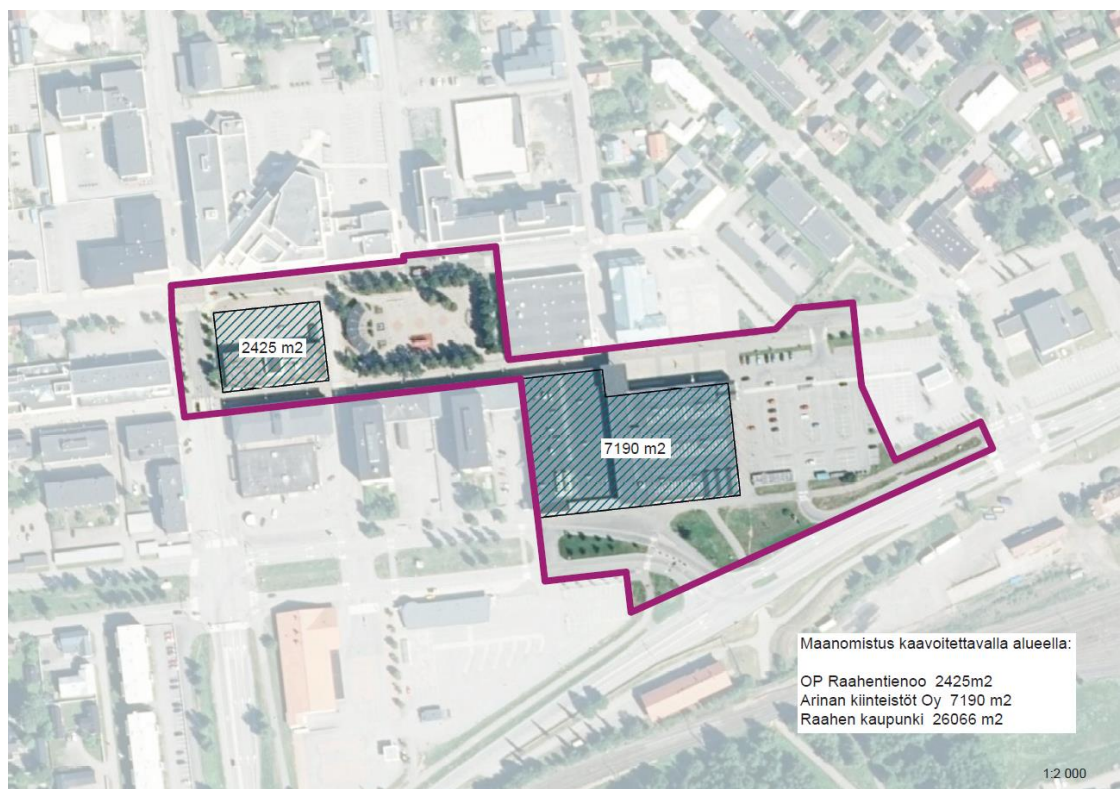 2425 m2
7190 m2
Maanomistus kaavoitettavalla alueella:
OP Raahentienoo 2425m2
Arinan kiinteistöt Oy 7190 m2
Raahen kaupunki 26066 m2
1:2 000